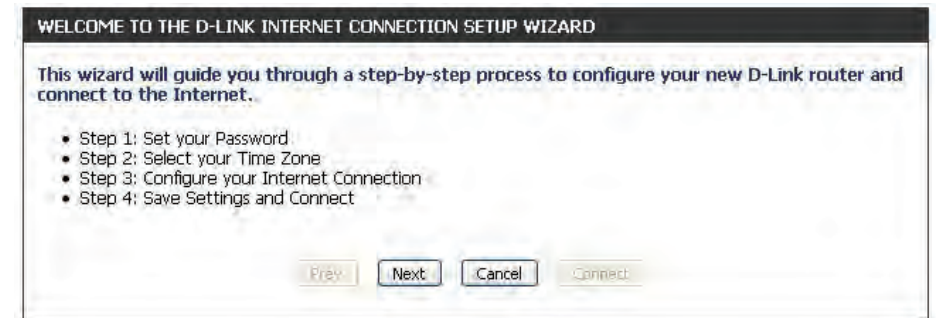 WELCOME TO THE D-LINK INTERNET CONNECTION SETUP WIZARD
This wizard will guide you through a step-by-step process to configure your new D-Link router and
connect to the Internet.
• Step 1: Set your Password
• Step 2: Select your Time Zone
• Step 3: Configure your Internet Connection
• Step 4: Save Settings and Connect
Prev Next Cancel Connect